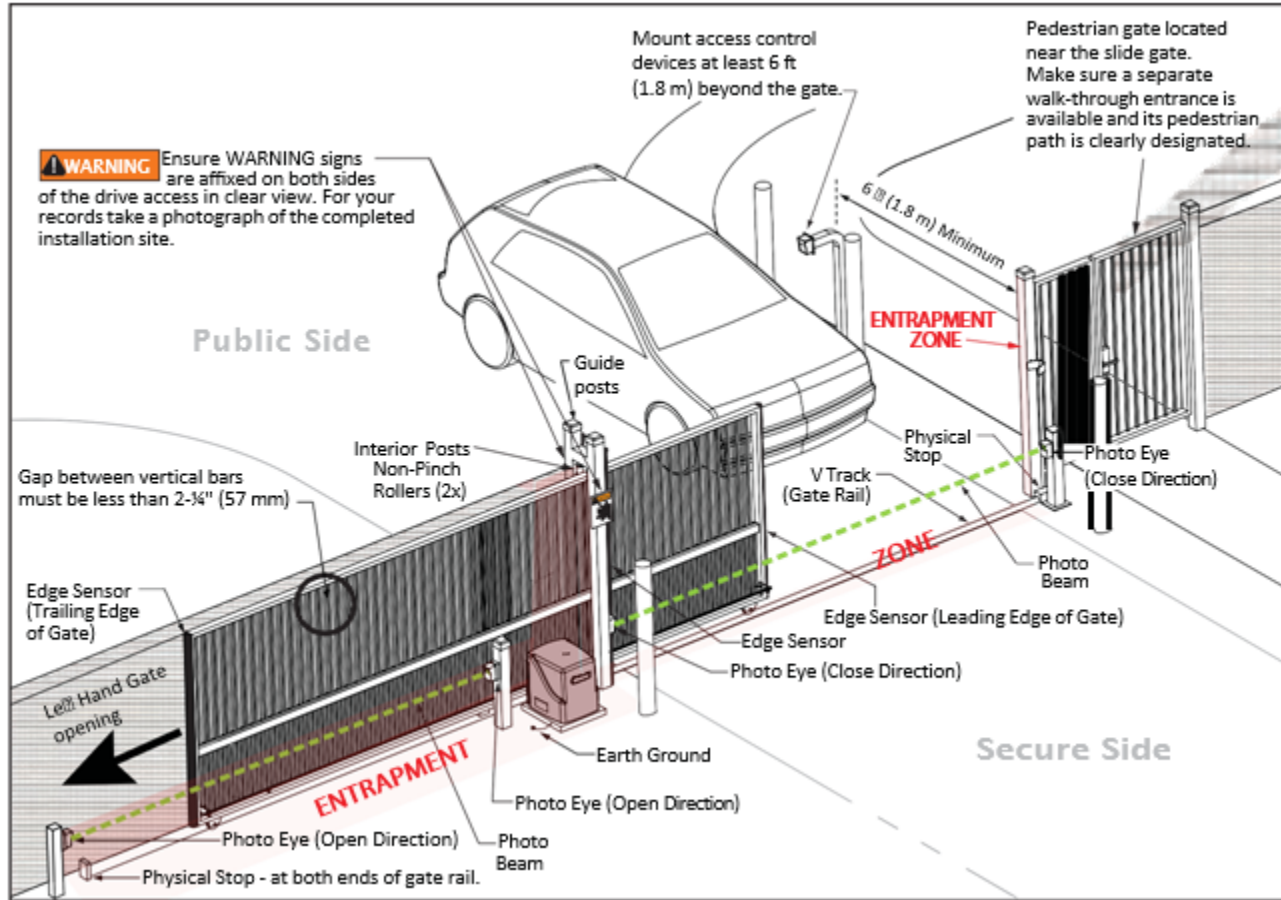 Mount access control
devices at least 6 ft
(1.8 m) beyond the gate.
Pedestrian gate located
near the slide gate.
Make sure a separate
walk-through entrance is
available and its pedestrian
path is clearly designated.
WARNING Ensure WARNING signs
are affixed on both sides
of the drive access in clear view. For your
records take a photograph of the completed
installation site.
6 � (1.8 m) Minimum
Public Side
ENTRAPMENT
ZONE
Guide
posts
Interior Posts
Non-Pinch
Rollers (2x)
Gap between vertical bars
must be less than 2-¼" (57 mm)
Physical
Stop
Photo Eye
(Close Direction)
V Track
(Gate Rail)
ZONE
Photo
Beam
Edge Sensor
(Trailing Edge
of Gate)
Edge Sensor (Leading Edge of Gate)
Edge Sensor
Photo Eye (Close Direction)
Le� Hand Gate
opening
Secure Side
Earth Ground
ENTRAPMENT
Photo Eye (Open Direction)
Photo Eye (Open Direction)
Photo
Beam
Physical Stop - at both ends of gate rail.